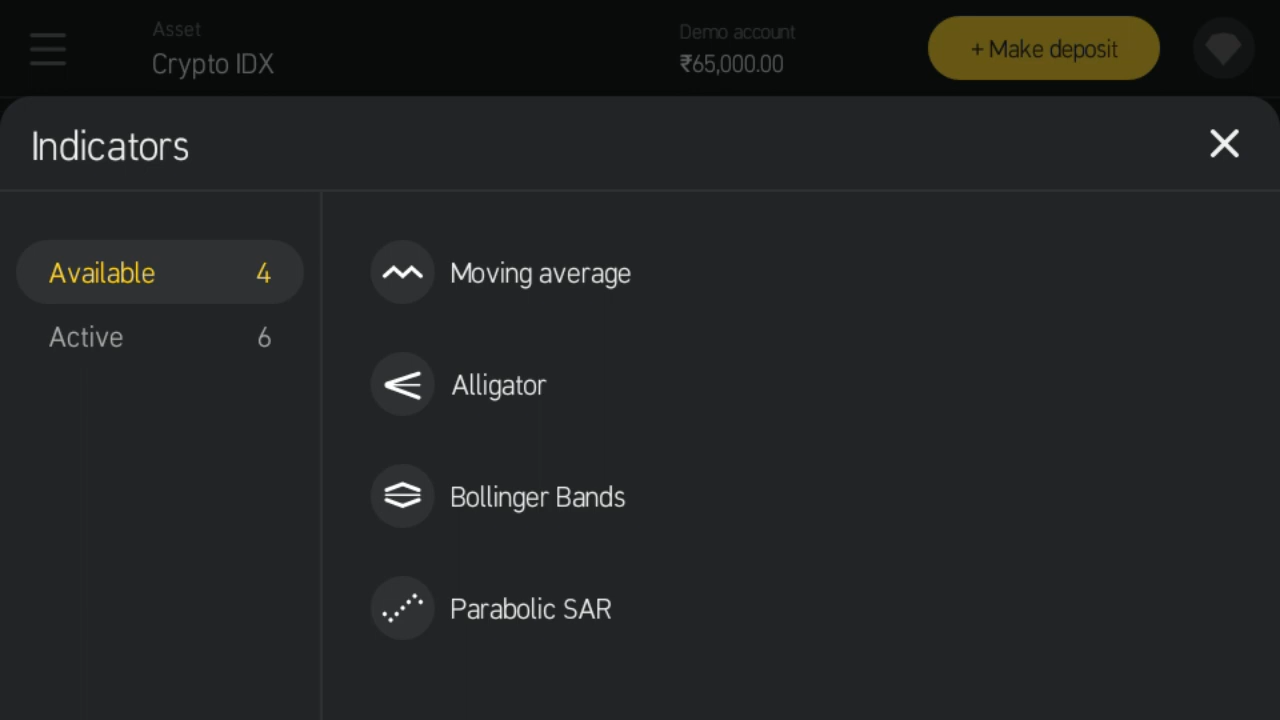 Asset
Crypto IDX
Demo account
₹65,000.00
+ Make deposit
Indicators
Available 4
Active 6
Moving average
Alligator
Bollinger Bands
Parabolic SAR